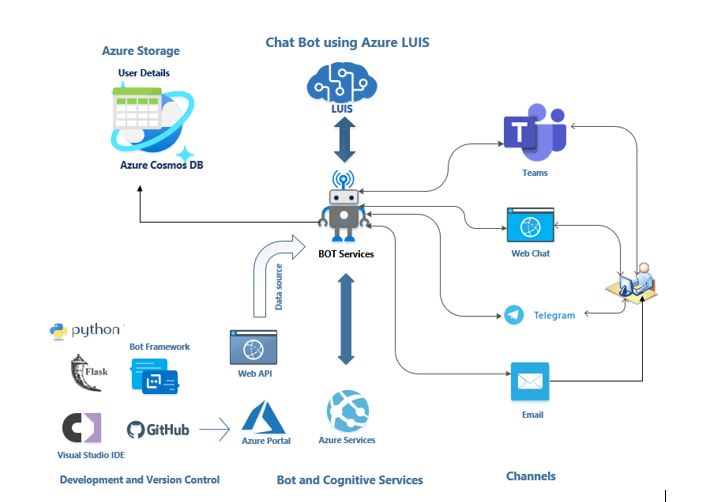 Chat Bot using Azure LUIS
Azure Storage
User Details
Azure Cosmos DB
LUIS
BOT Services
Data source
Teams
Web Chat
Telegram
Email
python
Flask
Bot Framework
Web API
Visual Studio IDE
GitHub
Azure Portal
Azure Services
Development and Version Control
Bot and Cognitive Services
Channels